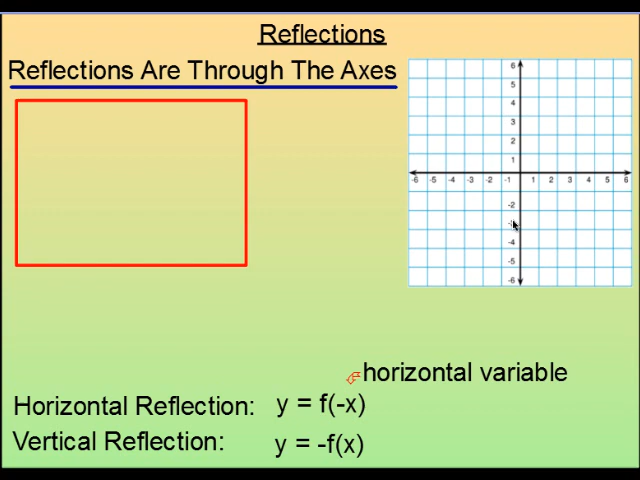 Reflections
Reflections Are Through The Axes
6
5
4
3
2
1
-6 -5 -4 -3 -2 -1 1 2 3 4 5 6
-2
-4
-5
-6
horizontal variable
Horizontal Reflection: y = f(-x)
Vertical Reflection: y = -f(x)